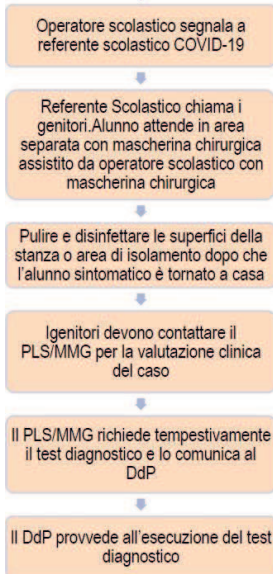 Operatore scolastico segnala a
referente scolastico COVID-19
Referente Scolastico chiama i
genitori.Alunno attende in area
separata con mascherina chirurgica
assistito da operatore scolastico con
mascherina chirurgica
Pulire e disinfettare le superfici della
stanza o area di isolamento dopo che
l'alunno sintomatico è tornato a casa
Igenitori devono contattare il
PLS/MMG per la valutazione clinica
del caso
Il PLS/MMG richiede tempestivamente
il test diagnostico e lo comunica al
DdP
Il DdP provvede all'esecuzione del test
diagnostico